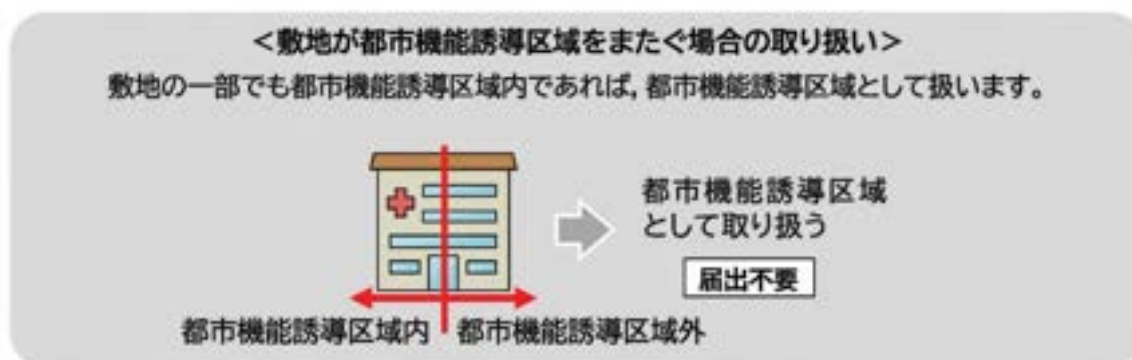 <敷地が都市機能誘導区域をまたぐ場合の取り扱い>
敷地の一部でも都市機能誘導区域内であれば, 都市機能誘導区域として扱います。
都市機能誘導区域
として取り扱う
届出不要
都市機能誘導区域内
都市機能誘導区域外